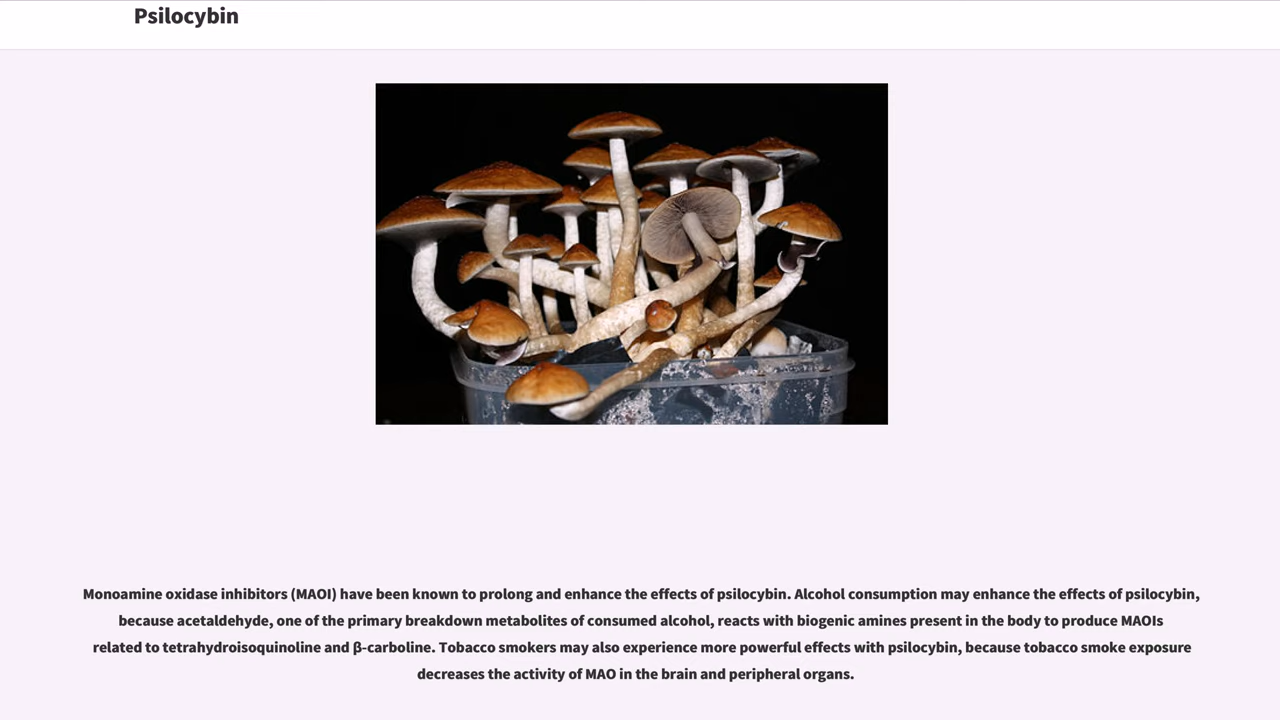 Psilocybin
Monoamine oxidase inhibitors (MAOI) have been known to prolong and enhance the effects of psilocybin. Alcohol consumption may enhance the effects of psilocybin,
because acetaldehyde, one of the primary breakdown metabolites of consumed alcohol, reacts with biogenic amines present in the body to produce MAOIs
related to tetrahydroisoquinoline and β-carboline. Tobacco smokers may also experience more powerful effects with psilocybin, because tobacco smoke exposure
decreases the activity of MAO in the brain and peripheral organs.